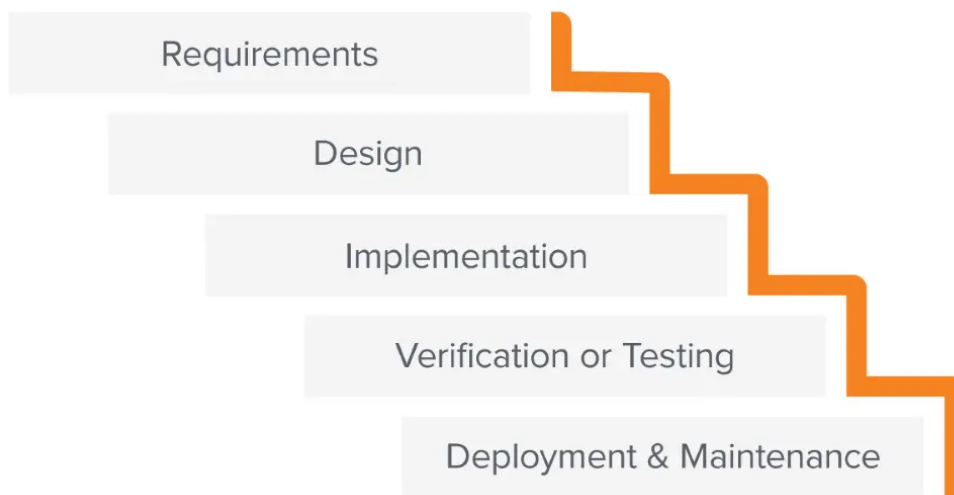 Requirements
Design
Implementation
Verification or Testing
Deployment & Maintenance